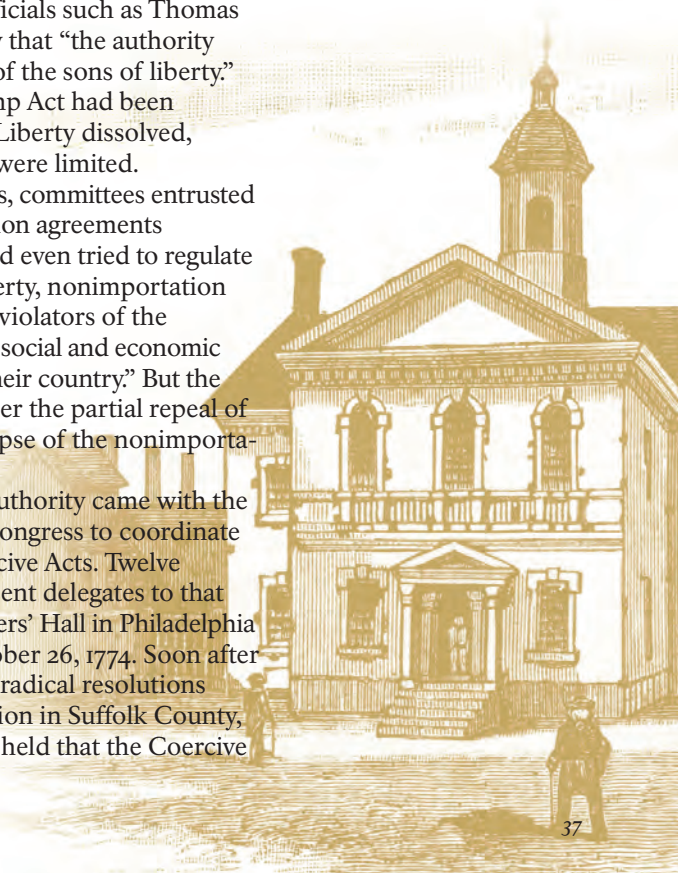 ficials such as Thomas
that “the authority
of the sons of liberty.”
mp Act had been
Liberty dissolved,
were limited.
s, committees entrusted
ion agreements
d even tried to regulate
erty, nonimportation
violators of the
social and economic
heir country.” But the
er the partial repeal of
pse of the nonimporta-
uthority came with the
ongress to coordinate
cive Acts. Twelve
ent delegates to that
ers’ Hall in Philadelphia
ober 26, 1774. Soon after
radical resolutions
ion in Suffolk County,
held that the Coercive
37